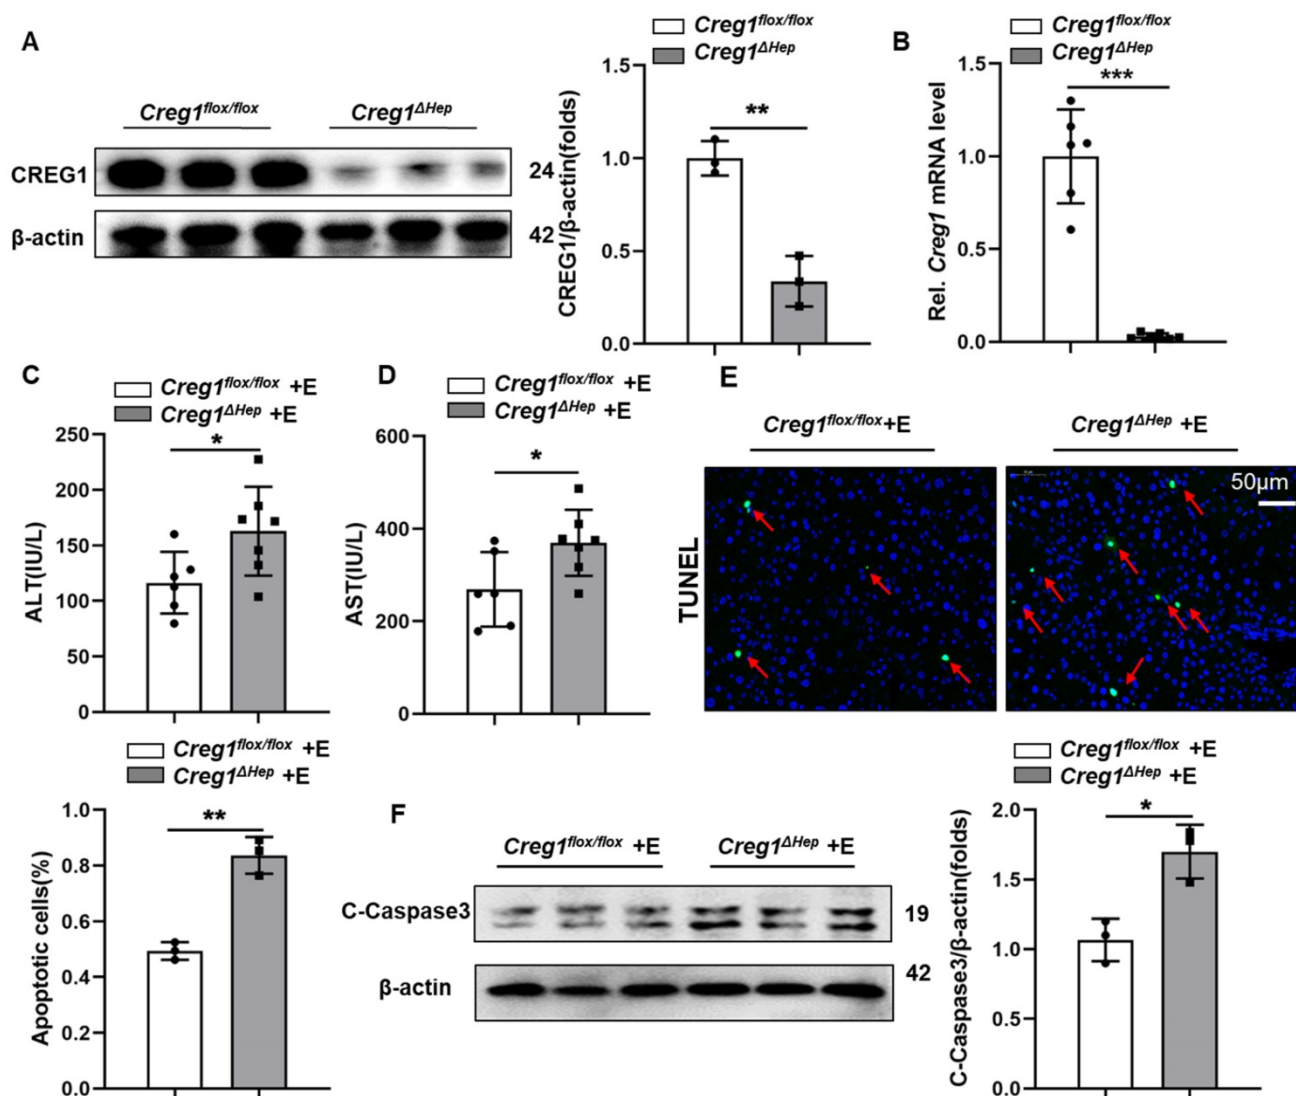 A
Creg1flox/flox
Creg1ΔHep
CREG1
24
β-actin
42
Creg1flox/flox
Creg1ΔHep
CREG1/β-actin(folds)
1.5
1.0
0.5
0.0
**
B
Creg1flox/flox
Creg1ΔHep
Rel. Creg1 mRNA level
1.5
1.0
0.5
0.0
***
C
Creg1flox/flox +E
Creg1ΔHep +E
ALT(IU/L)
250
200
150
100
50
0
*
D
Creg1flox/flox +E
Creg1ΔHep +E
AST(IU/L)
600
400
200
0
*
E
Creg1flox/flox+E
Creg1ΔHep +E
TUNEL
50μm
Creg1flox/flox +E
Creg1ΔHep +E
Apoptotic cells(%)
1.0
0.8
0.6
0.4
0.2
0.0
**
F
Creg1flox/flox +E
Creg1ΔHep +E
C-Caspase3
19
β-actin
42
Creg1flox/flox +E
Creg1ΔHep +E
C-Caspase3/β-actin(folds)
2.0
1.5
1.0
0.5
0.0
*